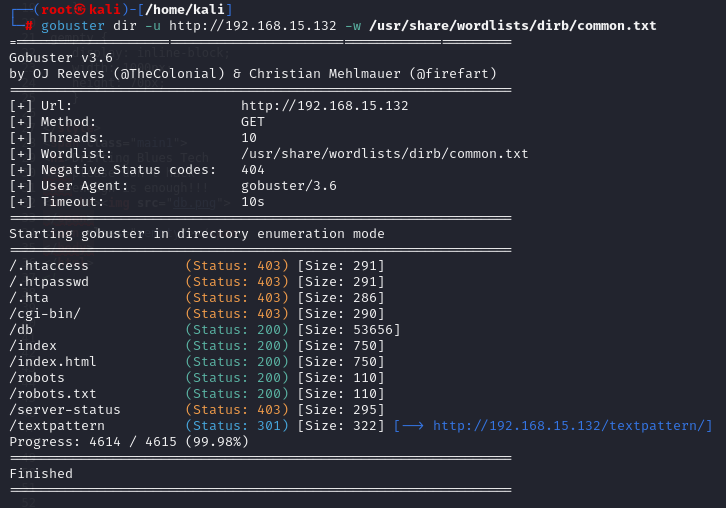 ┌──(root㉿kali)-[/home/kali]
└─# gobuster dir -u http://192.168.15.132 -w /usr/share/wordlists/dirb/common.txt
===============================================================
Gobuster v3.6
by OJ Reeves (@TheColonial) & Christian Mehlmauer (@firefart)
===============================================================
[+] Url:                     http://192.168.15.132
[+] Method:                  GET
[+] Threads:                 10
[+] Wordlist:                /usr/share/wordlists/dirb/common.txt
[+] Negative Status codes:   404
[+] User Agent:              gobuster/3.6
[+] Timeout:                 10s
===============================================================
Starting gobuster in directory enumeration mode
===============================================================
/.htaccess            (Status: 403) [Size: 291]
/.htpasswd            (Status: 403) [Size: 291]
/.hta                 (Status: 403) [Size: 286]
/cgi-bin/             (Status: 403) [Size: 290]
/db                   (Status: 200) [Size: 53656]
/index                (Status: 200) [Size: 750]
/index.html           (Status: 200) [Size: 750]
/robots               (Status: 200) [Size: 110]
/robots.txt           (Status: 200) [Size: 110]
/server-status        (Status: 403) [Size: 295]
/textpattern          (Status: 301) [Size: 322] [--> http://192.168.15.132/textpattern/]
Progress: 4614 / 4615 (99.98%)
===============================================================
Finished
===============================================================